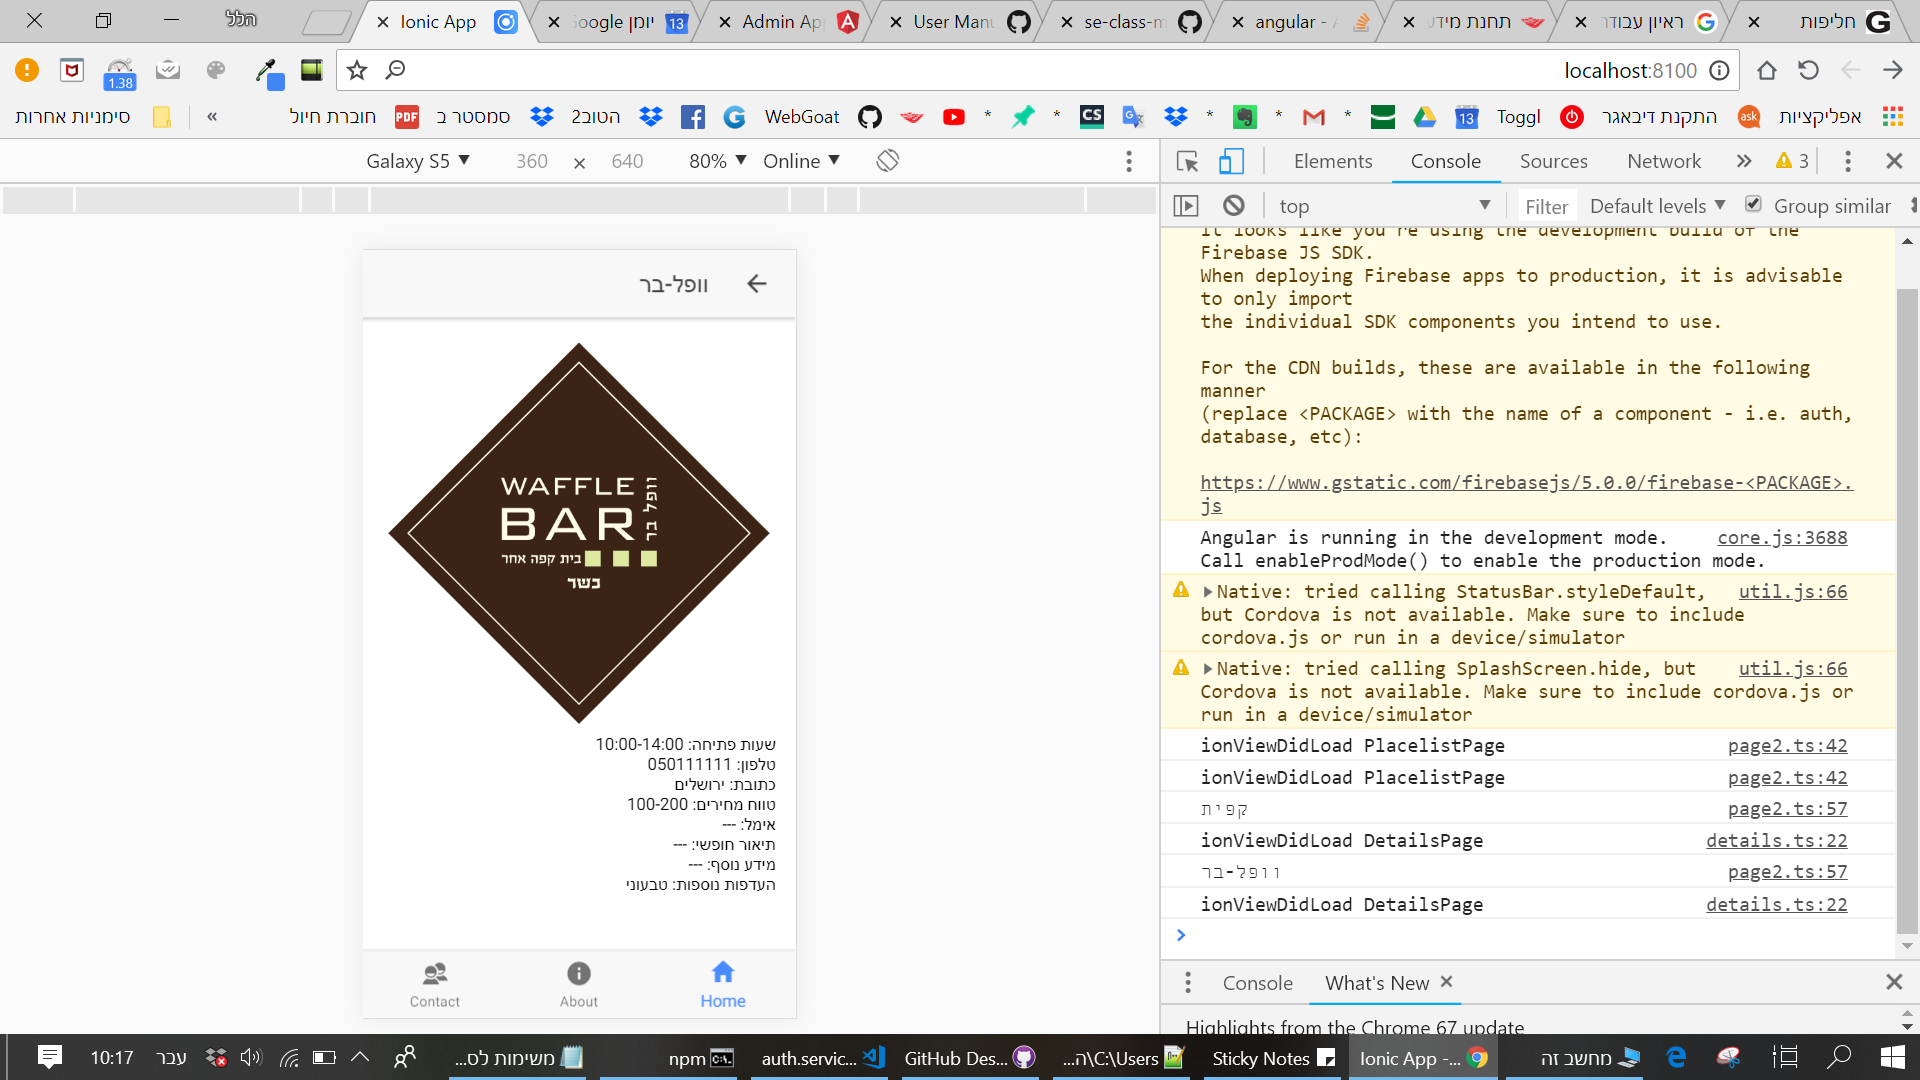 הלל
Ionic App
יומן Google
Admin Ap
User Manu
se-class-m
angular - A
תחנת מידע
ראיון עבודה
חליפות
localhost:8100
1.38
סימניות אחרות
«
חוברת חיול
סמסטר ב
הטוב2
WebGoat
*
*
*
*
*
Toggl
התקנת דיבאגר
אפליקציות
Galaxy S5
360 × 640
80%
Online
Elements
Console
Sources
Network
3
top
Filter
Default levels
Group similar
וופל-בר
WAFFLE
BAR
וופל בר
בית קפה אחר
כשר
שעות פתיחה: 10:00-14:00
טלפון: 050111111
כתובת: ירושלים
טווח מחירים: 100-200
אימל: ---
תיאור חופשי: ---
מידע נוסף: ---
העדפות נוספות: טבעוני
Contact
About
Home
It looks like you're using the development build of the
Firebase JS SDK.
When deploying Firebase apps to production, it is advisable
to only import
the individual SDK components you intend to use.
For the CDN builds, these are available in the following
manner
(replace <PACKAGE> with the name of a component - i.e. auth,
database, etc):
https://www.gstatic.com/firebasejs/5.0.0/firebase-<PACKAGE>.
js
Angular is running in the development mode. core.js:3688
Call enableProdMode() to enable the production mode.
Native: tried calling StatusBar.styleDefault, util.js:66
but Cordova is not available. Make sure to include
cordova.js or run in a device/simulator
Native: tried calling SplashScreen.hide, but util.js:66
Cordova is not available. Make sure to include cordova.js or
run in a device/simulator
ionViewDidLoad PlacelistPage page2.ts:42
ionViewDidLoad PlacelistPage page2.ts:42
קפית page2.ts:57
ionViewDidLoad DetailsPage details.ts:22
וופל-בר page2.ts:57
ionViewDidLoad DetailsPage details.ts:22
Console
What's New
Highlights from the Chrome 67 update
10:17
עבר
משימות לס...
npm
auth.servic...
GitHub Des...
C:\Users\ה...
Sticky Notes
Ionic App -...
מחשב זה